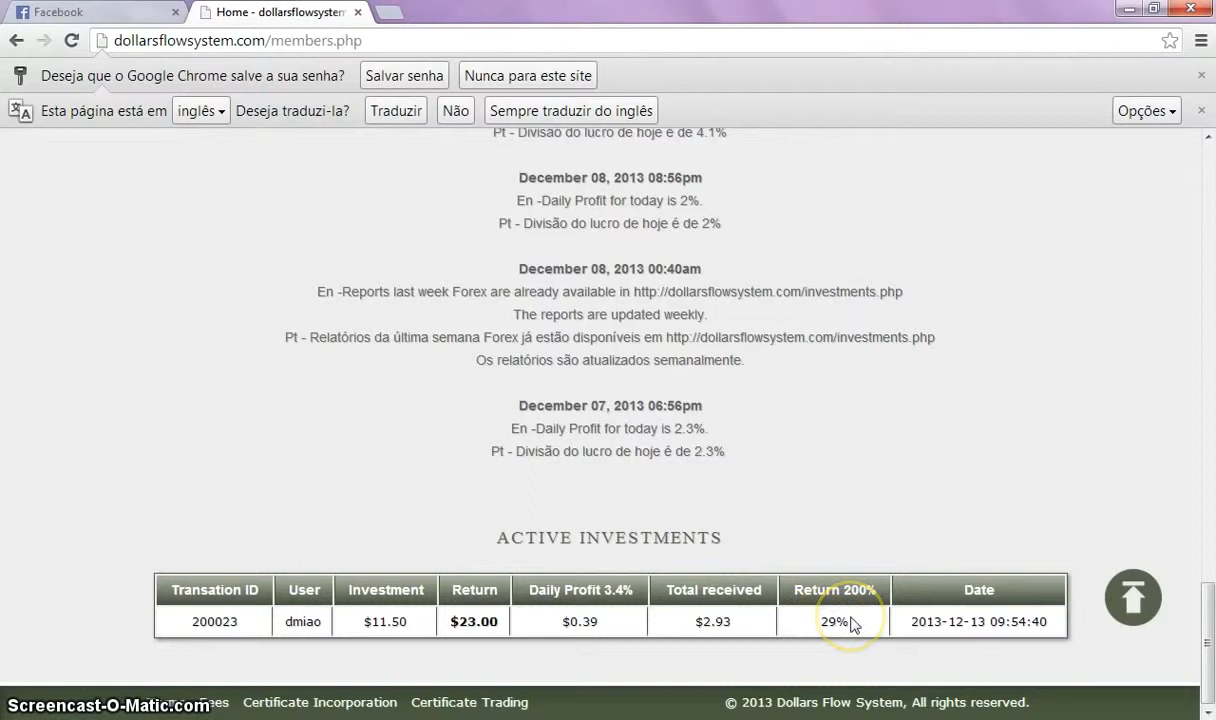 Facebook
Home - dollarsflowsystem
dollarsflowsystem.com/members.php
Deseja que o Google Chrome salve a sua senha? Salvar senha Nunca para este site
Esta página está em inglês Deseja traduzi-la? Traduzir Não Sempre traduzir do inglês Opções
Pt - Divisão do lucro de hoje é de 4.1%
December 08, 2013 08:56pm
En -Daily Profit for today is 2%.
Pt - Divisão do lucro de hoje é de 2%
December 08, 2013 00:40am
En -Reports last week Forex are already available in http://dollarsflowsystem.com/investments.php
The reports are updated weekly.
Pt - Relatórios da última semana Forex já estão disponíveis em http://dollarsflowsystem.com/investments.php
Os relatórios são atualizados semanalmente.
December 07, 2013 06:56pm
En -Daily Profit for today is 2.3%.
Pt - Divisão do lucro de hoje é de 2.3%
ACTIVE INVESTMENTS
Transation ID User Investment Return Daily Profit 3.4% Total received Return 200% Date
200023 dmiao $11.50 $23.00 $0.39 $2.93 29% 2013-12-13 09:54:40
Fees Certificate Incorporation Certificate Trading © 2013 Dollars Flow System, All rights reserved.
Screencast-O-Matic.com